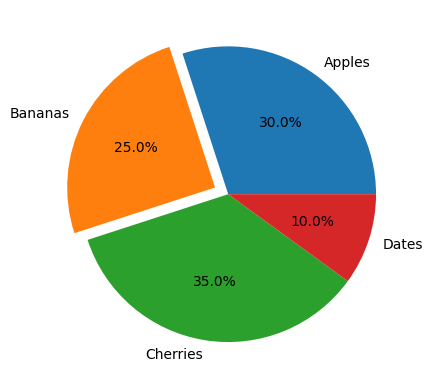 Apples
30.0%
Bananas
25.0%
Cherries
35.0%
Dates
10.0%